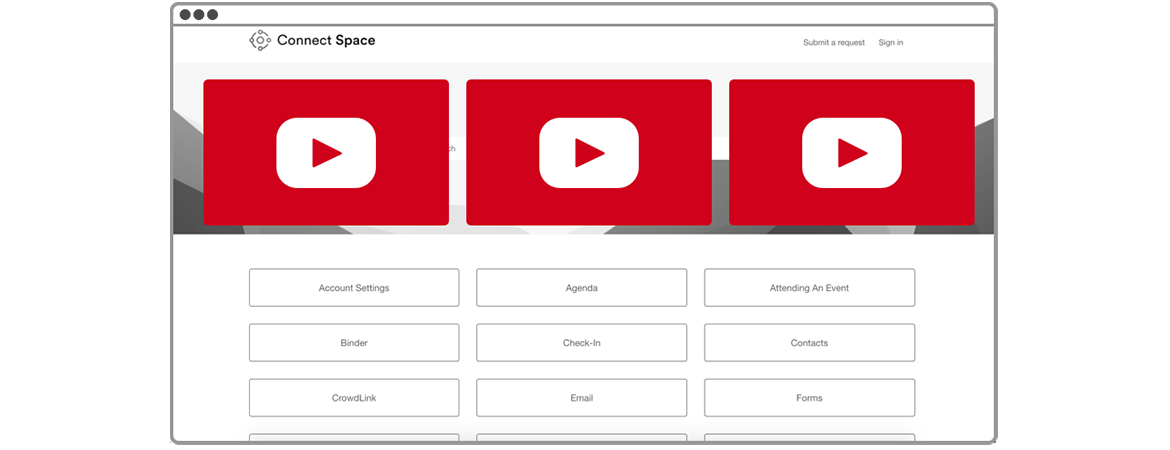 Connect Space
Submit a request Sign in
ch
Account Settings Agenda Attending An Event
Binder Check-In Contacts
CrowdLink Email Forms